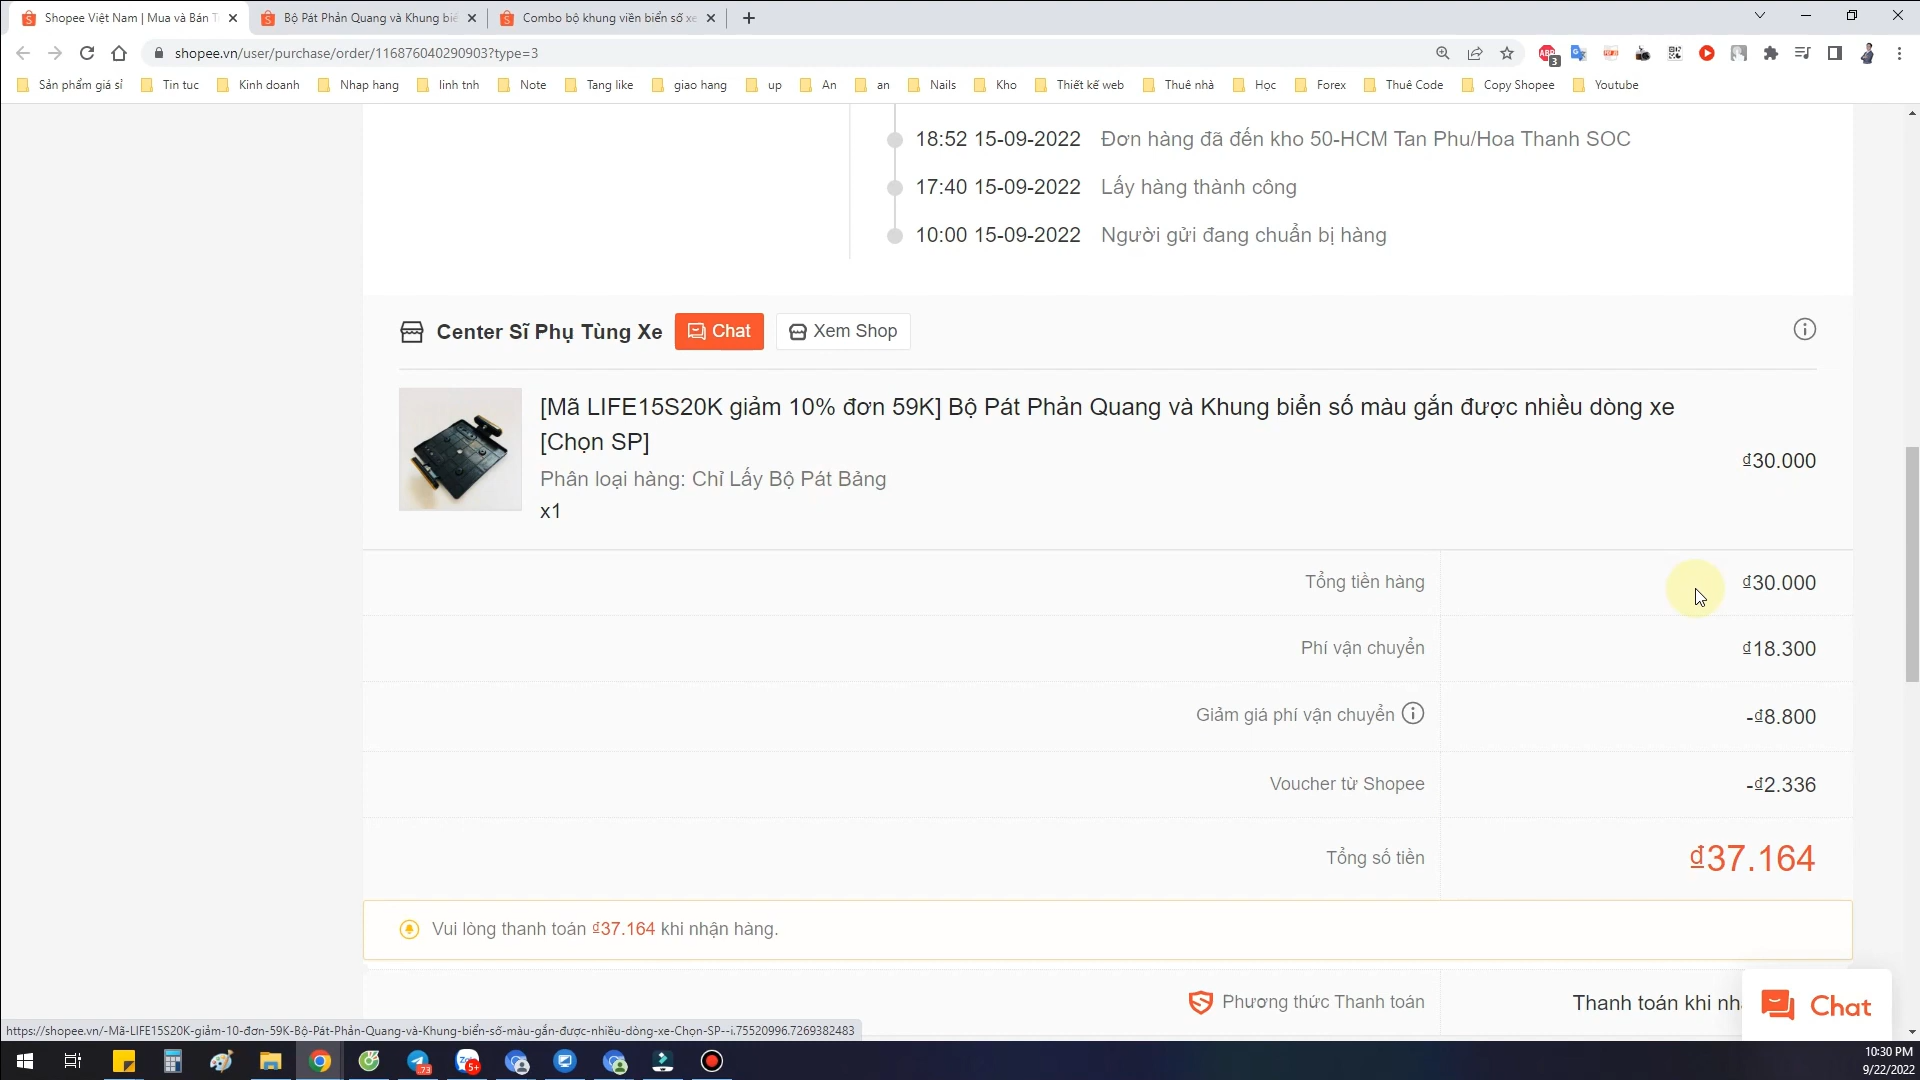 Shopee Việt Nam | Mua và Bán T
Bộ Pát Phản Quang và Khung biể
Combo bộ khung viền biển số xe
shopee.vn/user/purchase/order/116876040290903?type=3
ABP
3
Sản phẩm giá sỉ
Tin tuc
Kinh doanh
Nhap hang
linh tnh
Note
Tang like
giao hang
up
An
an
Nails
Kho
Thiết kế web
Thuê nhà
Học
Forex
Thuê Code
Copy Shopee
Youtube
18:52 15-09-2022 Đơn hàng đã đến kho 50-HCM Tan Phu/Hoa Thanh SOC
17:40 15-09-2022 Lấy hàng thành công
10:00 15-09-2022 Người gửi đang chuẩn bị hàng
Center Sĩ Phụ Tùng Xe
Chat
Xem Shop
[Mã LIFE15S20K giảm 10% đơn 59K] Bộ Pát Phản Quang và Khung biển số màu gắn được nhiều dòng xe
[Chọn SP]
Phân loại hàng: Chỉ Lấy Bộ Pát Bảng
x1
₫30.000
Tổng tiền hàng ₫30.000
Phí vận chuyển ₫18.300
Giảm giá phí vận chuyển -₫8.800
Voucher từ Shopee -₫2.336
Tổng số tiền ₫37.164
Vui lòng thanh toán ₫37.164 khi nhận hàng.
Phương thức Thanh toán Thanh toán khi nhậ
Chat
https://shopee.vn/-Mã-LIFE15S20K-giảm-10-đơn-59K-Bộ-Pát-Phản-Quang-và-Khung-biển-số-màu-gắn-được-nhiều-dòng-xe-Chọn-SP--i.75520996.7269382483
73
Zalo
5+
10:30 PM
9/22/2022